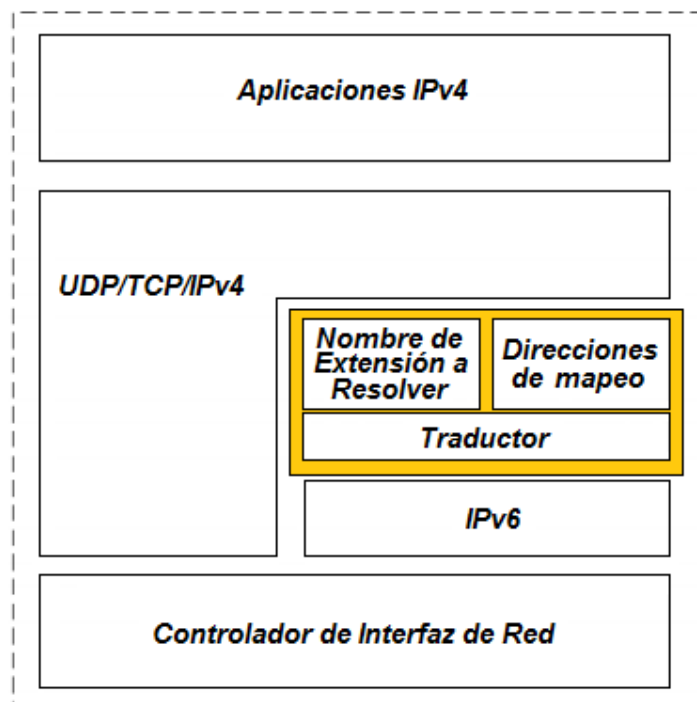 Aplicaciones IPv4
UDP/TCP/IPv4
Nombre de
Extensión a
Resolver
Direcciones
de mapeo
Traductor
IPv6
Controlador de Interfaz de Red